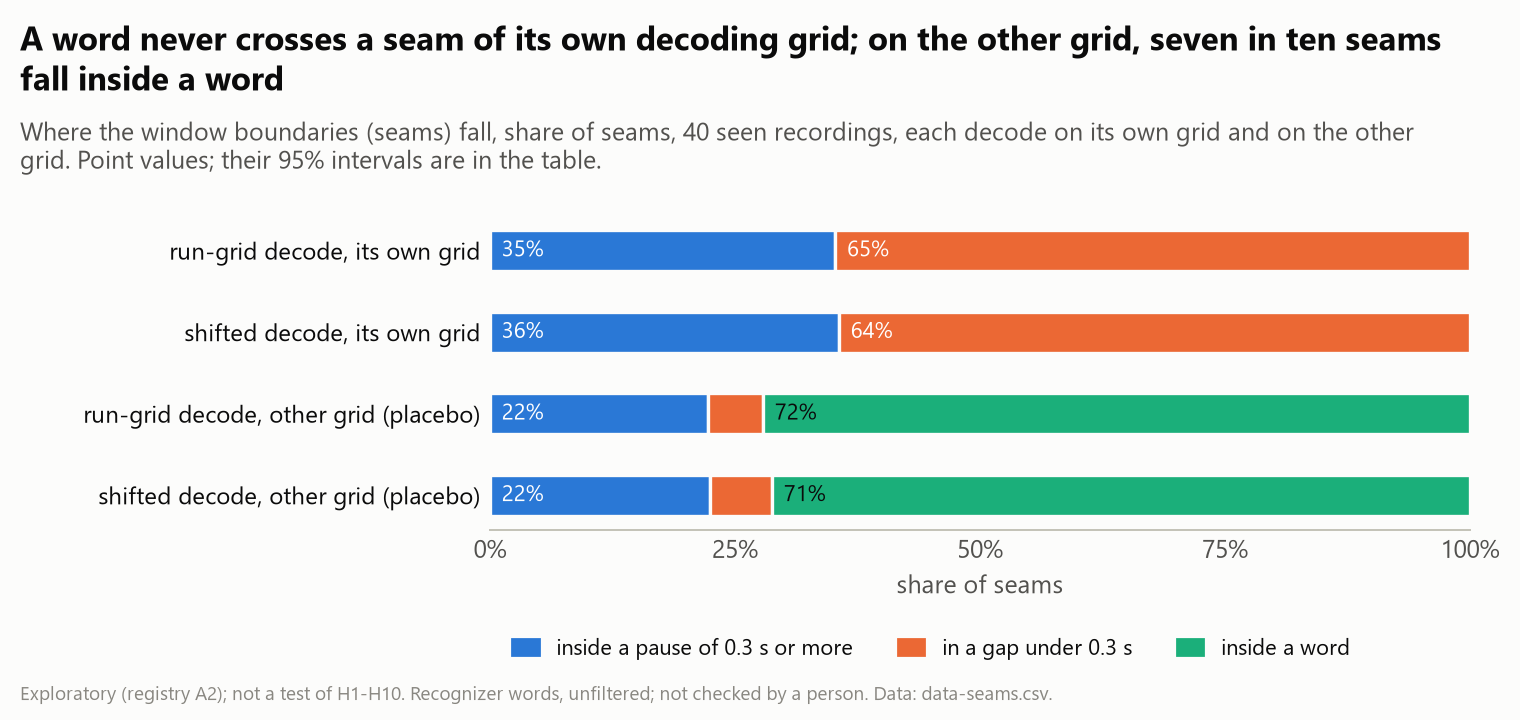 A word never crosses a seam of its own decoding grid; on the other grid, seven in ten seams
fall inside a word
Where the window boundaries (seams) fall, share of seams, 40 seen recordings, each decode on its own grid and on the other
grid. Point values; their 95% intervals are in the table.
run-grid decode, its own grid 35% 65%
shifted decode, its own grid 36% 64%
run-grid decode, other grid (placebo) 22% 72%
shifted decode, other grid (placebo) 22% 71%
0% 25% 50% 75% 100%
share of seams
inside a pause of 0.3 s or more in a gap under 0.3 s inside a word
Exploratory (registry A2); not a test of H1-H10. Recognizer words, unfiltered; not checked by a person. Data: data-seams.csv.